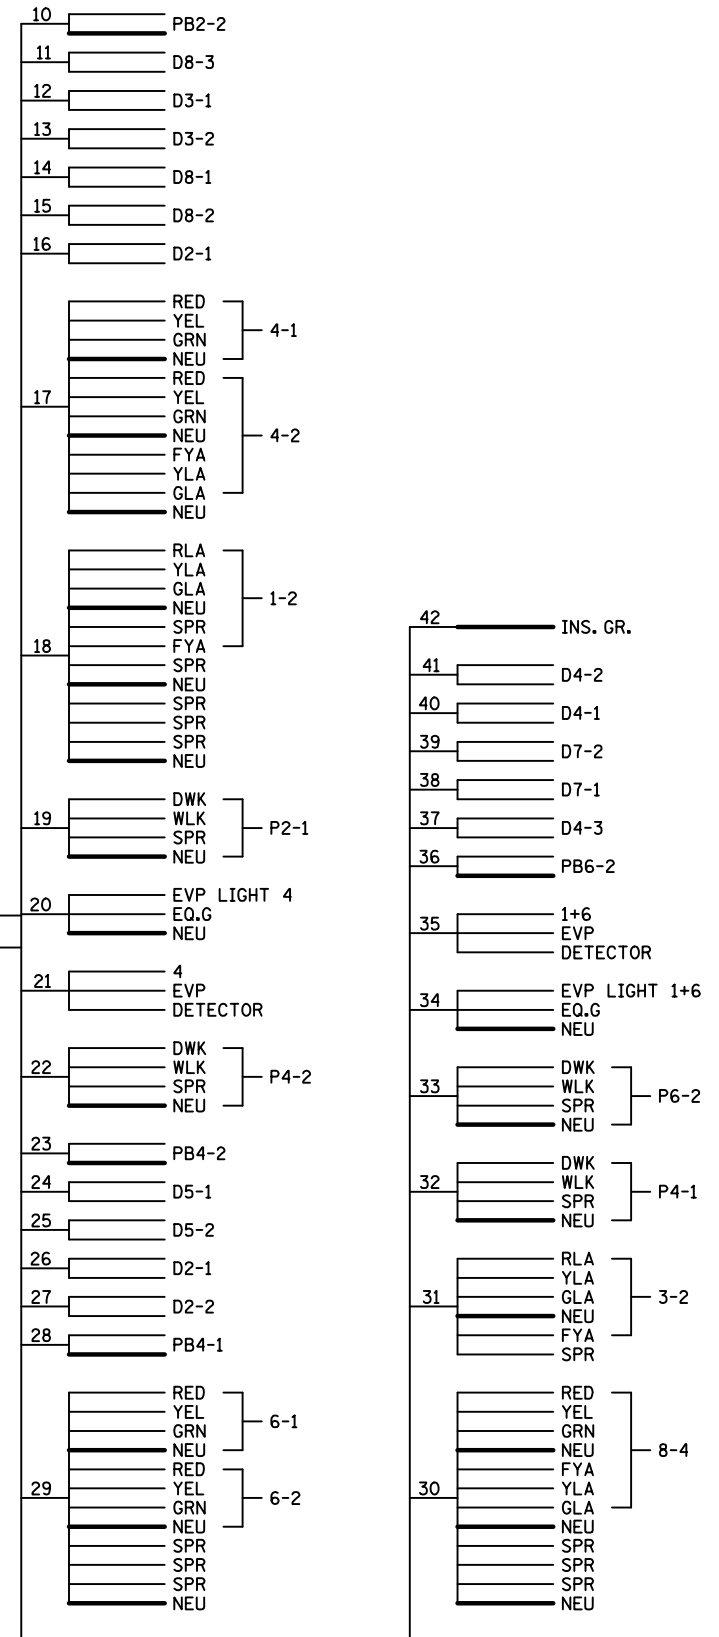 10 PB2-2
11 D8-3
12 D3-1
13 D3-2
14 D8-1
15 D8-2
16 D2-1
RED
YEL
GRN
NEU
4-1
17
RED
YEL
GRN
NEU
FYA
YLA
GLA
NEU
4-2
18
RLA
YLA
GLA
NEU
SPR
FYA
SPR
NEU
SPR
SPR
SPR
NEU
1-2
19
DWK
WLK
SPR
NEU
P2-1
20
EVP LIGHT 4
EQ.G
NEU
21
4
EVP
DETECTOR
22
DWK
WLK
SPR
NEU
P4-2
23 PB4-2
24 D5-1
25 D5-2
26 D2-1
27 D2-2
28 PB4-1
29
RED
YEL
GRN
NEU
6-1
RED
YEL
GRN
NEU
6-2
SPR
SPR
SPR
NEU
42 INS. GR.
41 D4-2
40 D4-1
39 D7-2
38 D7-1
37 D4-3
36 PB6-2
35
1+6
EVP
DETECTOR
34
EVP LIGHT 1+6
EQ.G
NEU
33
DWK
WLK
SPR
NEU
P6-2
32
DWK
WLK
SPR
NEU
P4-1
31
RLA
YLA
GLA
NEU
FYA
SPR
3-2
30
RED
YEL
GRN
NEU
FYA
YLA
GLA
NEU
SPR
SPR
SPR
NEU
8-4